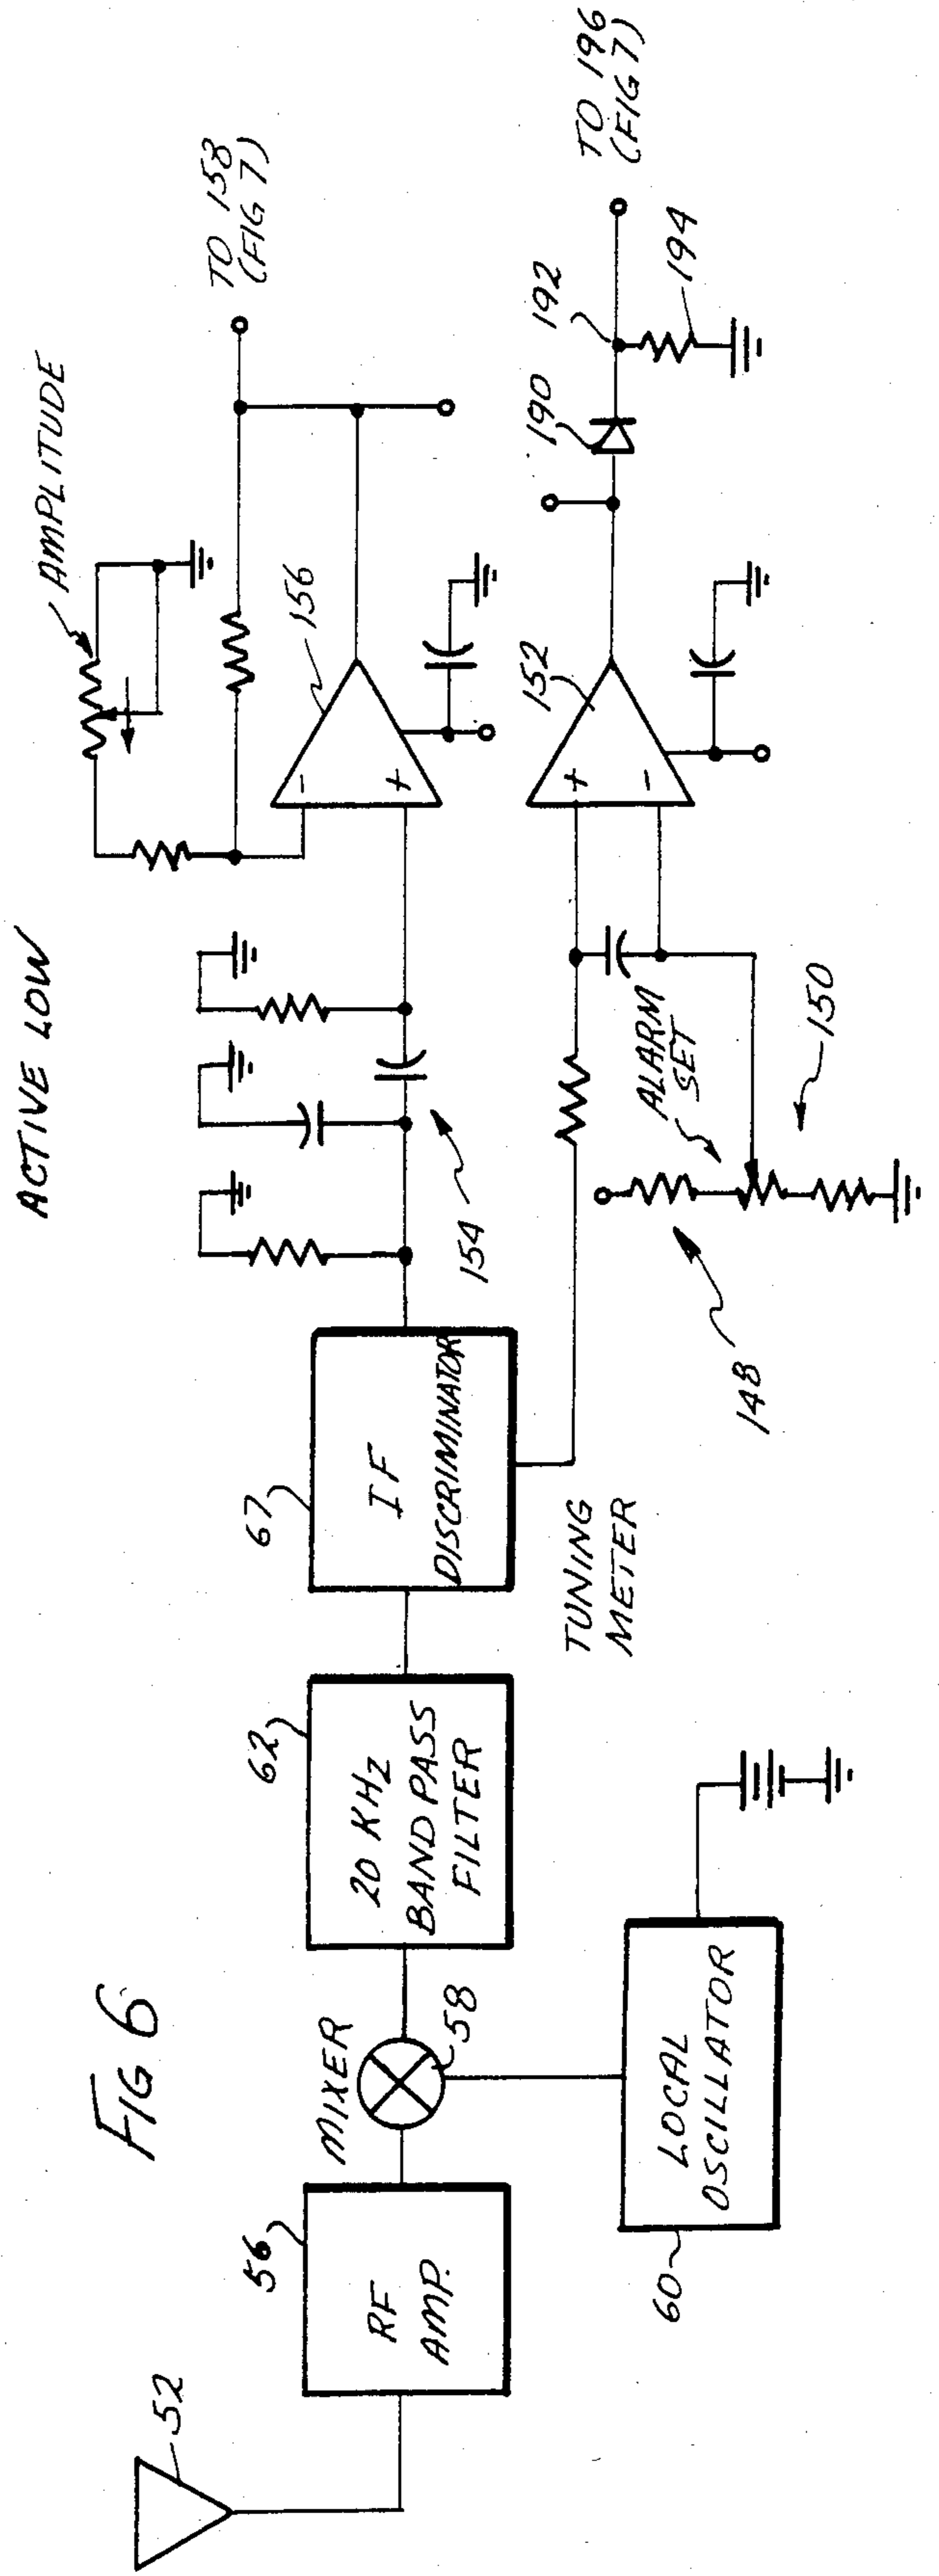 FIG 6
ACTIVE LOW
52
56
RF
AMP.
MIXER
58
60
LOCAL
OSCILLATOR
62
20 KHz
BAND PASS
FILTER
67
IF
DISCRIMINATOR
TUNING
METER
154
148
ALARM
SET
150
AMPLITUDE
-
+
156
TO 158
(FIG 7)
+
-
152
190
192
194
TO 196
(FIG 7)